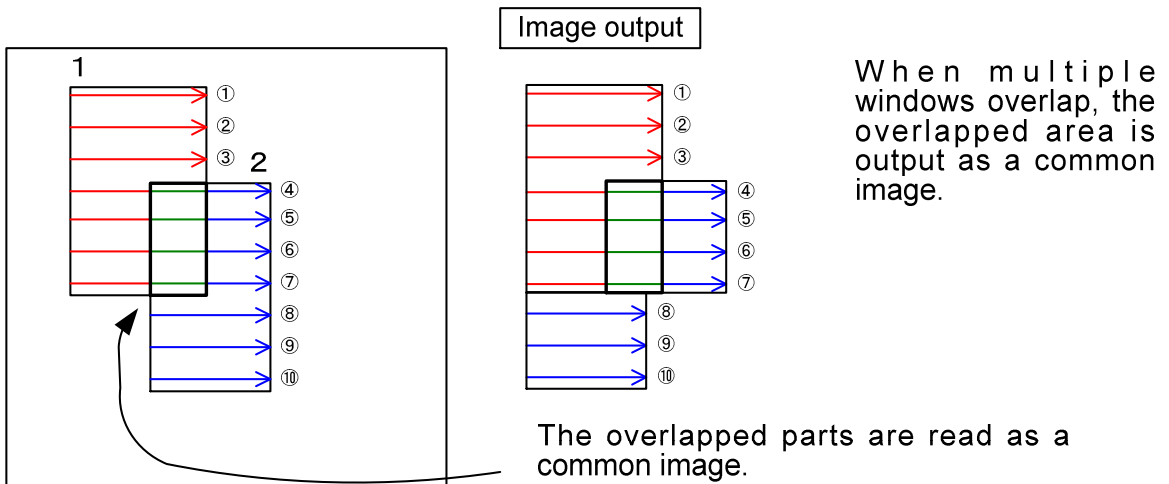 Image output
1
①
②
③
2
④
⑤
⑥
⑦
⑧
⑨
⑩
①
②
③
④
⑤
⑥
⑦
⑧
⑨
⑩
When multiple
windows overlap, the
overlapped area is
output as a common
image.
The overlapped parts are read as a
common image.